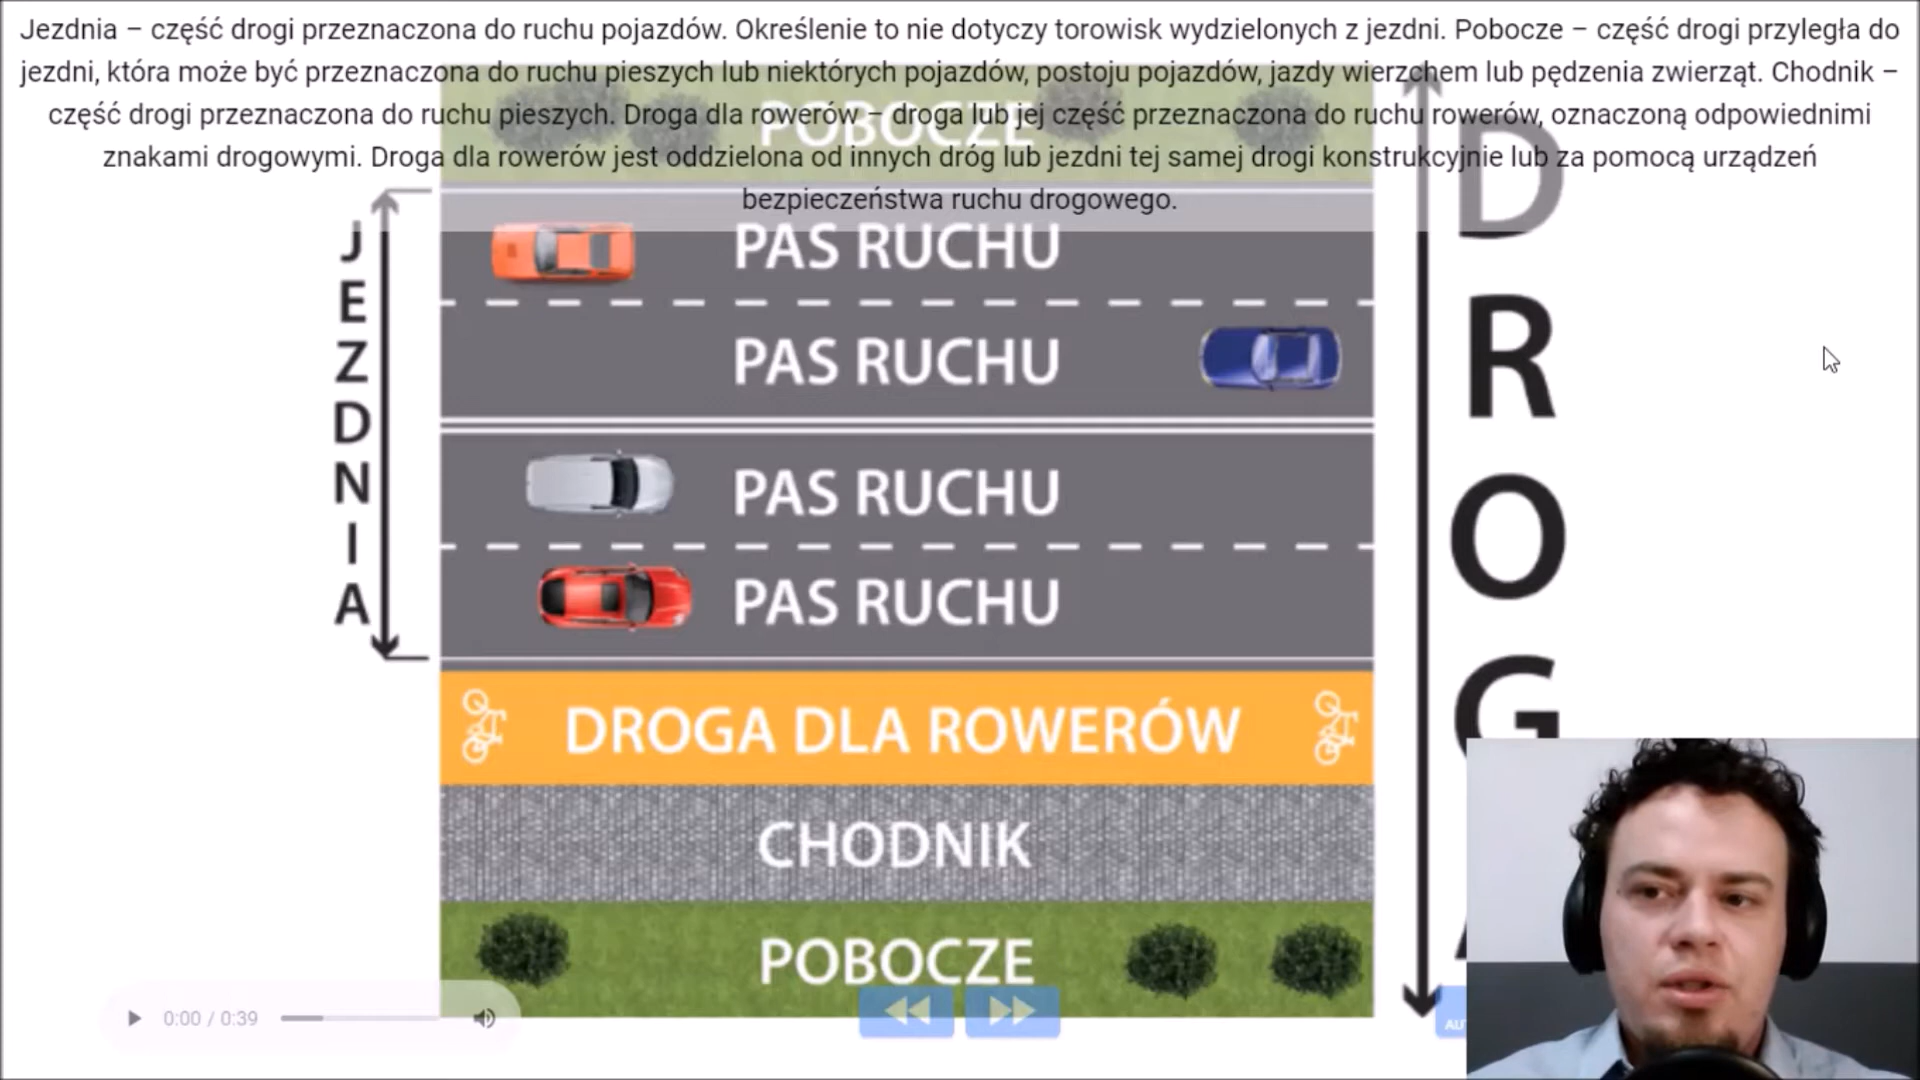 Jezdnia – część drogi przeznaczona do ruchu pojazdów. Określenie to nie dotyczy torowisk wydzielonych z jezdni. Pobocze – część drogi przyległa do
jezdni, która może być przeznaczona do ruchu pieszych lub niektórych pojazdów, postoju pojazdów, jazdy wierzchem lub pędzenia zwierząt. Chodnik –
część drogi przeznaczona do ruchu pieszych. Droga dla rowerów – droga lub jej część przeznaczona do ruchu rowerów, oznaczoną odpowiednimi
znakami drogowymi. Droga dla rowerów jest oddzielona od innych dróg lub jezdni tej samej drogi konstrukcyjnie lub za pomocą urządzeń
bezpieczeństwa ruchu drogowego.
POBOCZE
JEZDNIA
PAS RUCHU
PAS RUCHU
PAS RUCHU
PAS RUCHU
DROGA DLA ROWERÓW
CHODNIK
POBOCZE
DROG
0:00 / 0:39